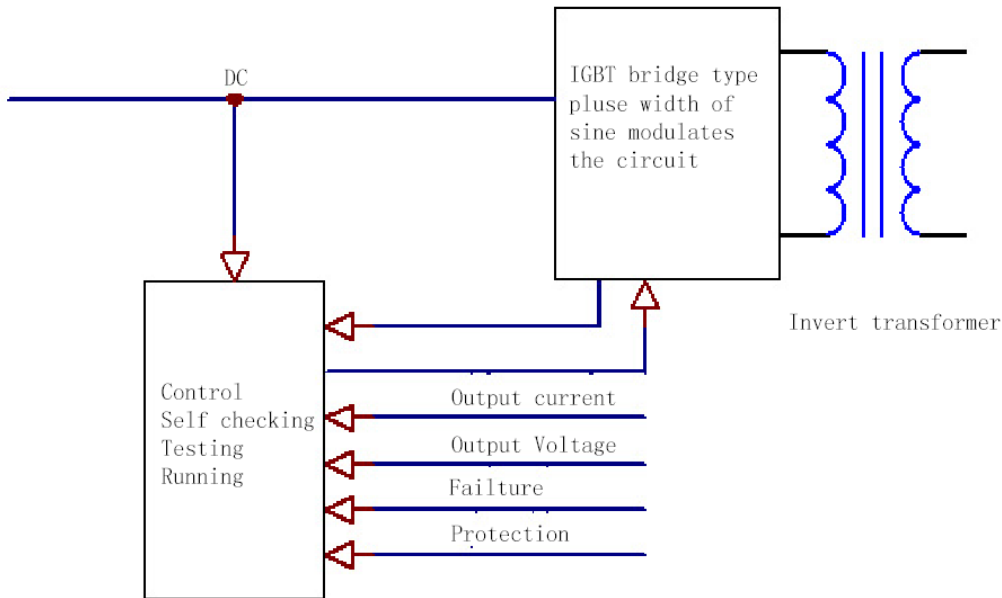 DC
IGBT bridge type
pluse width of
sine modulates
the circuit
Invert transformer
Control
Self checking
Testing
Running
Output current
Output Voltage
Failture
Protection